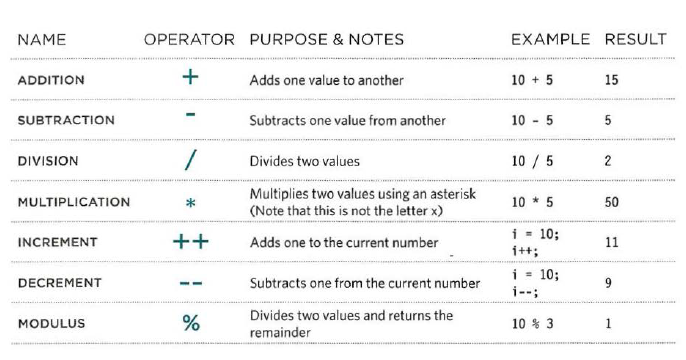 NAME OPERATOR PURPOSE & NOTES EXAMPLE RESULT
ADDITION + Adds one value to another 10 + 5 15
SUBTRACTION - Subtracts one value from another 10 - 5 5
DIVISION / Divides two values 10 / 5 2
MULTIPLICATION * Multiplies two values using an asterisk
(Note that this is not the letter x) 10 * 5 50
INCREMENT ++ Adds one to the current number i = 10;
i++; 11
DECREMENT -- Subtracts one from the current number i = 10;
i--; 9
MODULUS % Divides two values and returns the
remainder 10 % 3 1